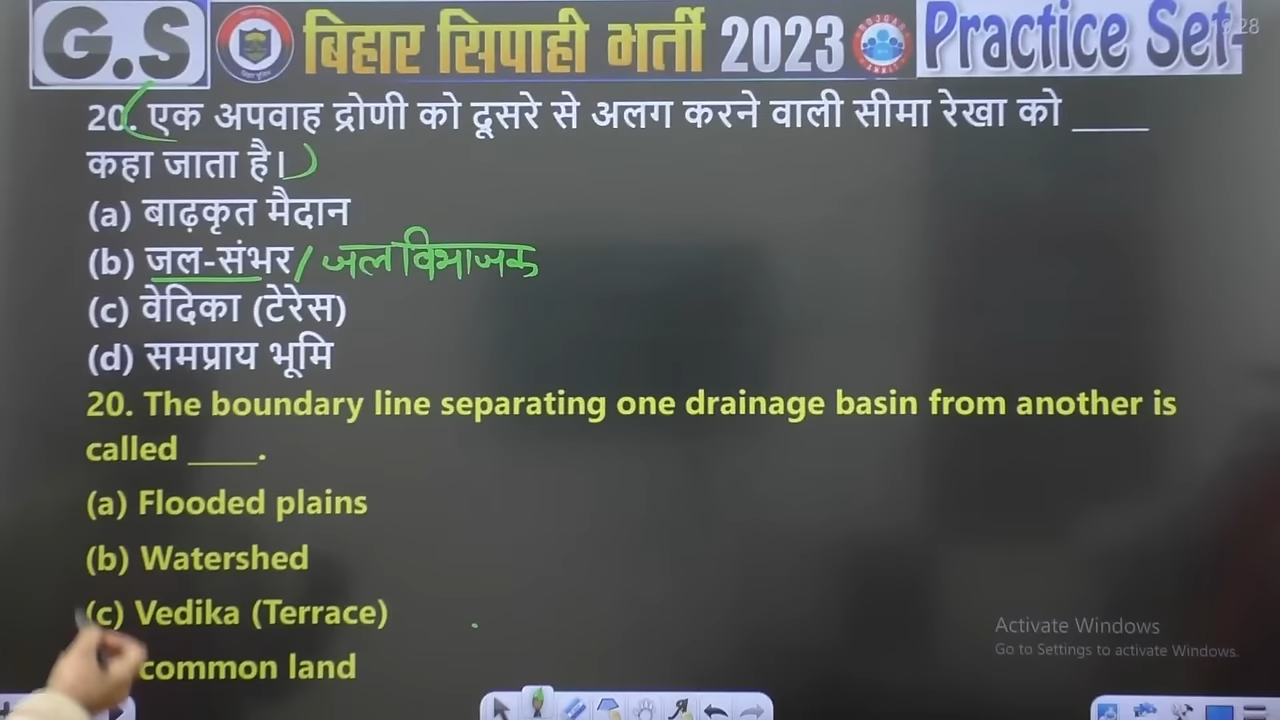 G.S बिहार सिपाही भर्ती 2023 Practice Set-
20. एक अपवाह द्रोणी को दूसरे से अलग करने वाली सीमा रेखा को ____
कहा जाता है।
(a) बाढ़कृत मैदान
(b) जल-संभर / जल विभाजक
(c) वेदिका (टेरेस)
(d) समप्राय भूमि
20. The boundary line separating one drainage basin from another is
called ____.
(a) Flooded plains
(b) Watershed
(c) Vedika (Terrace)
common land
Activate Windows
Go to Settings to activate Windows.